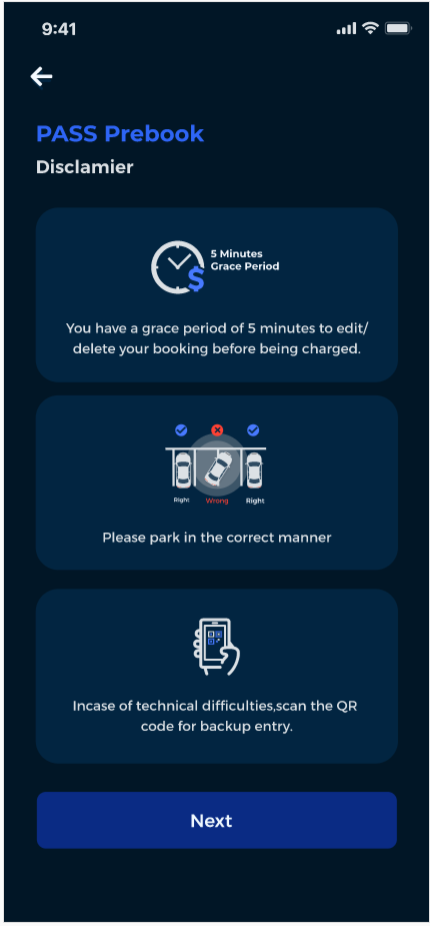 9:41
PASS Prebook
Disclamier
5 Minutes
Grace Period
You have a grace period of 5 minutes to edit/
delete your booking before being charged.
Right Wrong Right
Please park in the correct manner
Incase of technical difficulties,scan the QR
code for backup entry.
Next